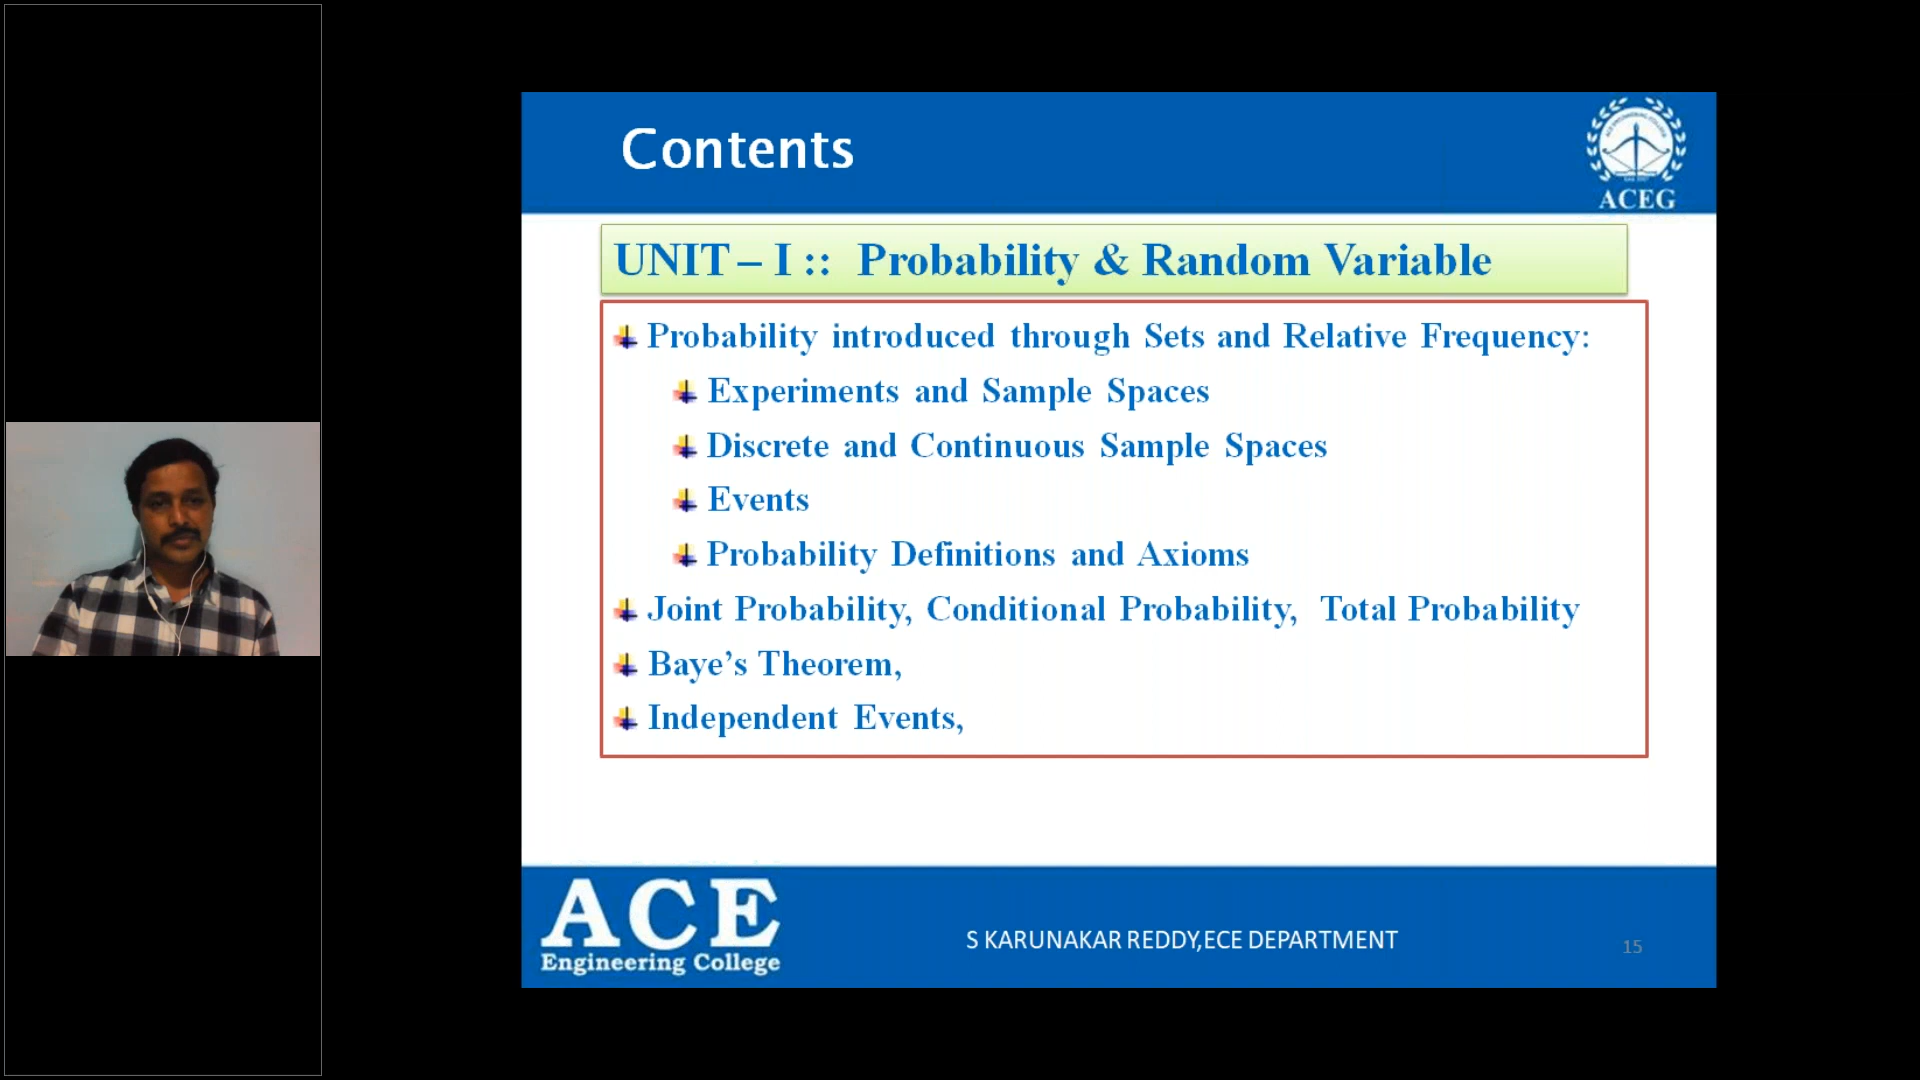 Contents
ACEG
UNIT – I :: Probability & Random Variable
Probability introduced through Sets and Relative Frequency:
Experiments and Sample Spaces
Discrete and Continuous Sample Spaces
Events
Probability Definitions and Axioms
Joint Probability, Conditional Probability, Total Probability
Baye’s Theorem,
Independent Events,
ACE
Engineering College
S KARUNAKAR REDDY,ECE DEPARTMENT
15